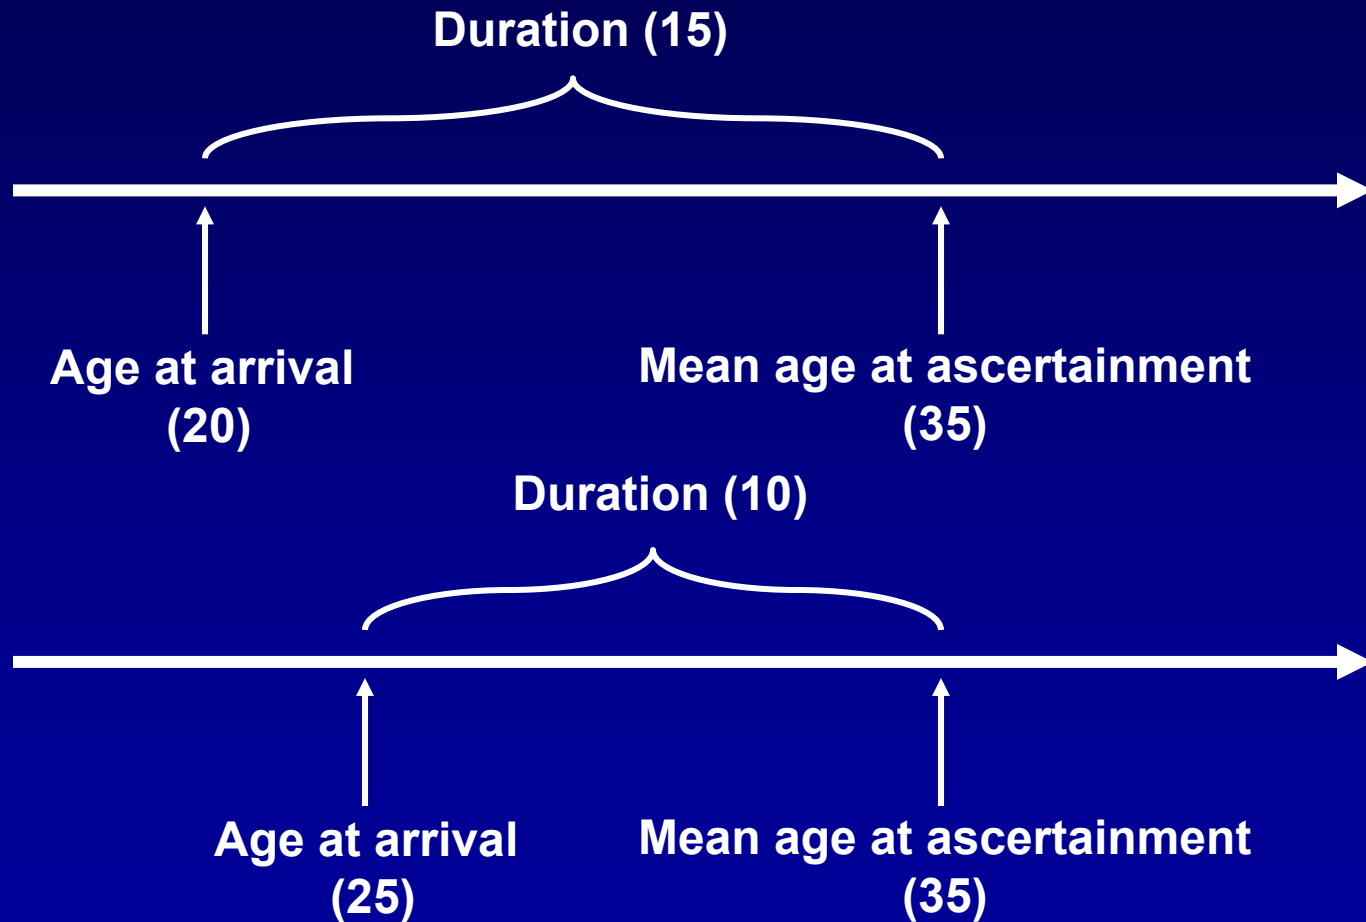 Duration (15)
Age at arrival
(20)
Mean age at ascertainment
(35)
Duration (10)
Age at arrival
(25)
Mean age at ascertainment
(35)